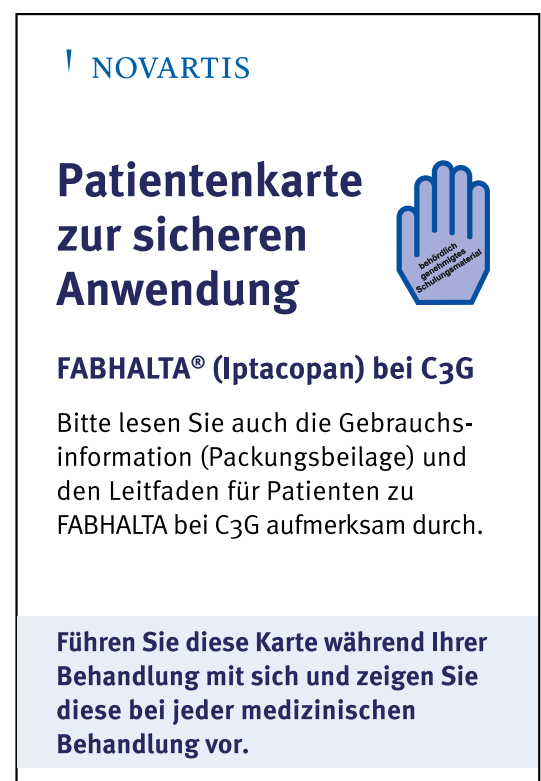 NOVARTIS
Patientenkarte
zur sicheren
Anwendung
behördlich
genehmigtes
Schulungsmaterial
FABHALTA® (Iptacopan) bei C3G
Bitte lesen Sie auch die Gebrauchs-
information (Packungsbeilage) und
den Leitfaden für Patienten zu
FABHALTA bei C3G aufmerksam durch.
Führen Sie diese Karte während Ihrer
Behandlung mit sich und zeigen Sie
diese bei jeder medizinischen
Behandlung vor.